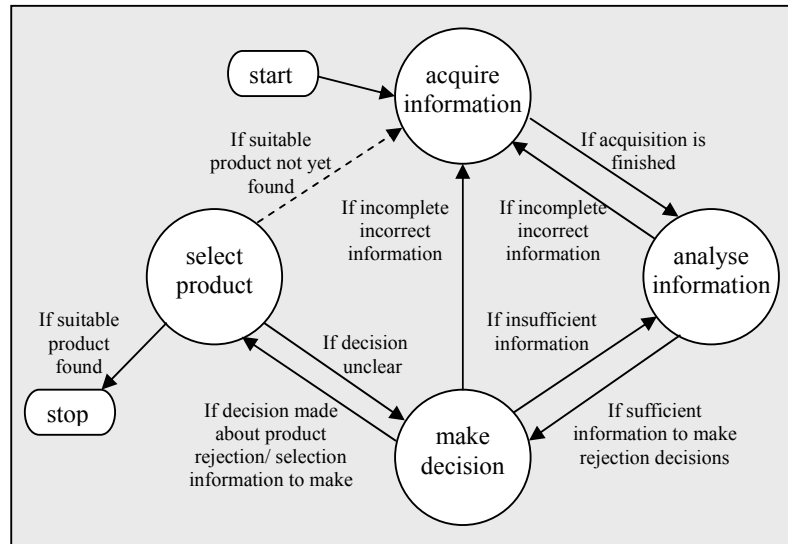 start
acquire
information
If suitable
product not yet
found
If acquisition is
finished
If incomplete
incorrect
information
If incomplete
incorrect
information
select
product
analyse
information
If suitable
product
found
If decision
unclear
If insufficient
information
stop
If decision made
about product
rejection/ selection
information to make
make
decision
If sufficient
information to make
rejection decisions